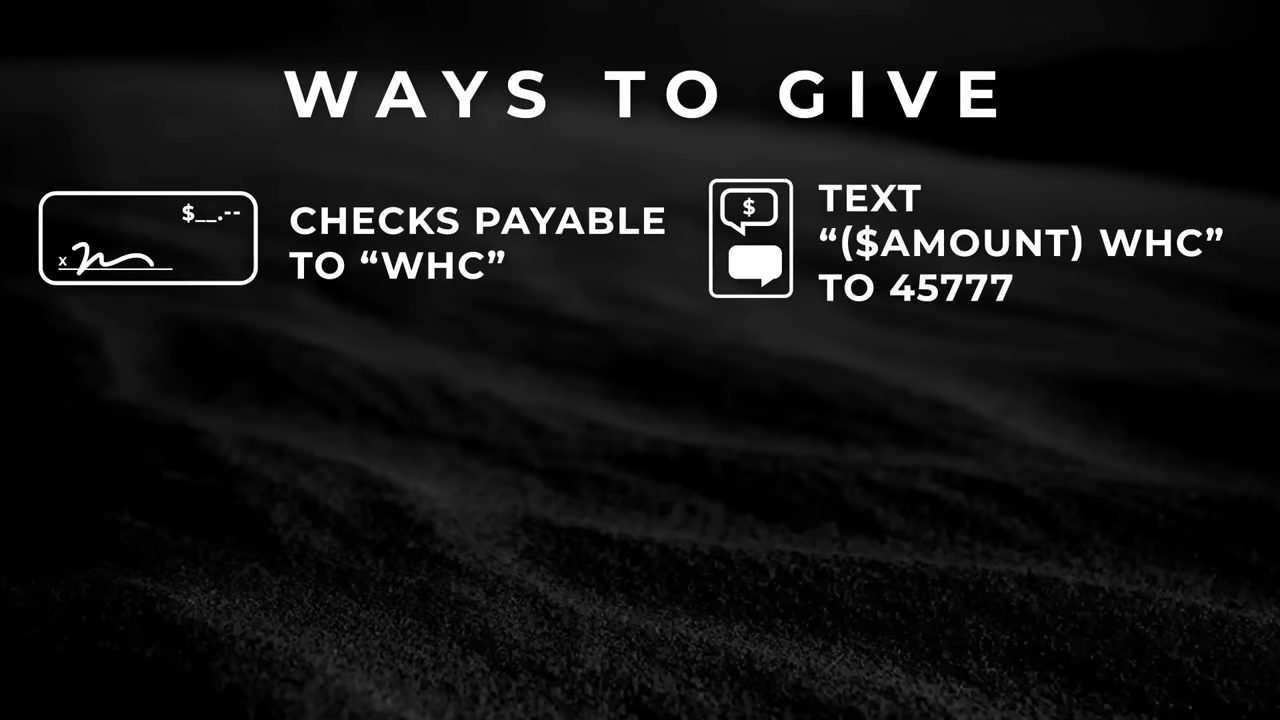 WAYS TO GIVE
$__.--
x
CHECKS PAYABLE
TO “WHC”
$
TEXT
“($AMOUNT) WHC”
TO 45777